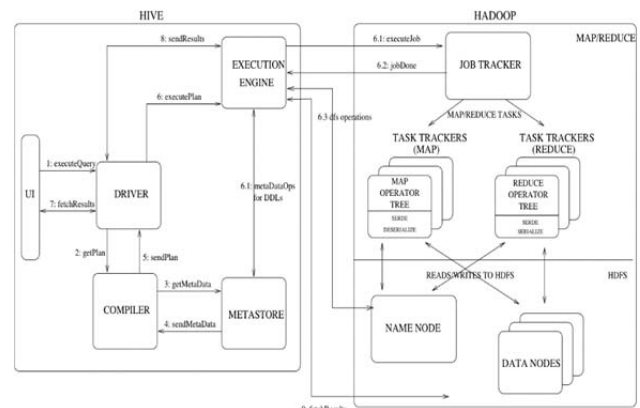 HIVE
HADOOP
8: sendResults
6.1: executeJob
MAP/REDUCE
EXECUTION
ENGINE
6.2: jobDone
JOB TRACKER
6: executePlan
6.3 dfs operations
MAP/REDUCE TASKS
TASK TRACKERS
(MAP)
TASK TRACKERS
(REDUCE)
1: executeQuery
UI
DRIVER
7: fetchResults
6.1: metaDataOps
for DDLs
MAP
OPERATOR
TREE
SERDE
DESERIALIZE
REDUCE
OPERATOR
TREE
SERDE
SERIALIZE
2: getPlan
5: sendPlan
READS/WRITES TO HDFS
HDFS
3: getMetaData
COMPILER
METASTORE
4: sendMetaData
NAME NODE
DATA NODES